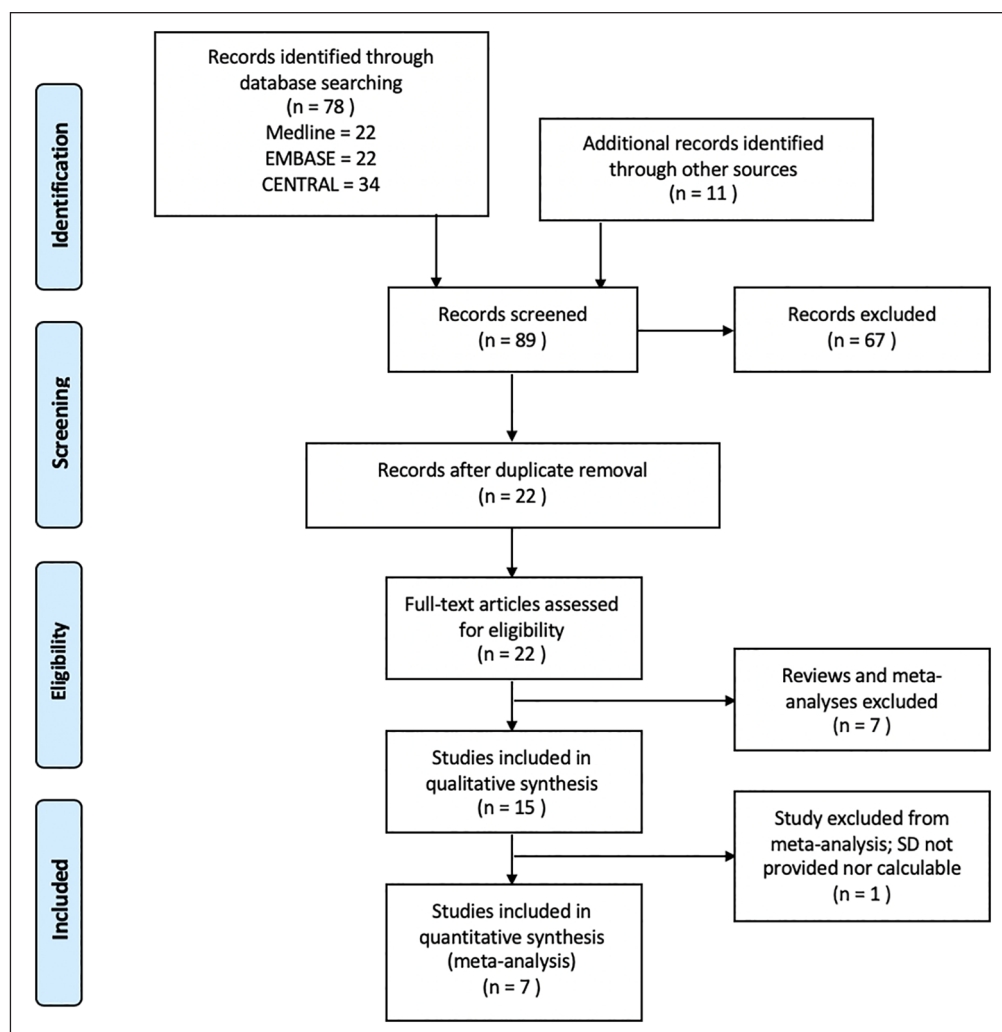 Identification
Records identified through
database searching
(n = 78 )
Medline = 22
EMBASE = 22
CENTRAL = 34
Additional records identified
through other sources
(n = 11 )
Records screened
(n = 89 )
Records excluded
(n = 67 )
Screening
Records after duplicate removal
(n = 22 )
Eligibility
Full-text articles assessed
for eligibility
(n = 22 )
Reviews and meta-
analyses excluded
(n = 7 )
Studies included in
qualitative synthesis
(n = 15 )
Included
Study excluded from
meta-analysis; SD not
provided nor calculable
(n = 1 )
Studies included in
quantitative synthesis
(meta-analysis)
(n = 7 )